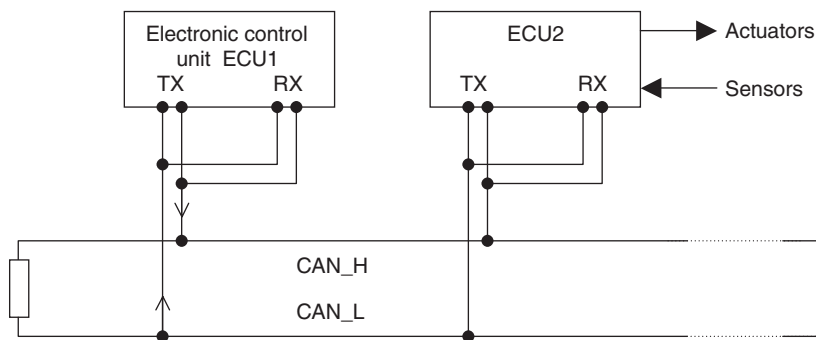 Electronic control
unit ECU1
TX
RX
ECU2
TX
RX
Actuators
Sensors
CAN_H
CAN_L